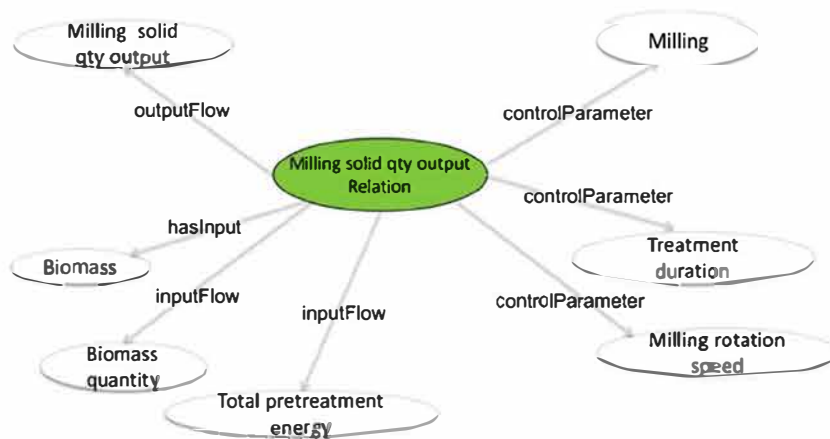 Milling solid
qty output
Milling
outputFlow
controlParameter
Milling solid qty output
Relation
controlParameter
hasInput
Treatment
duration
Biomass
inputFlow
inputFlow
controlParameter
Milling rotation
speed
Biomass
quantity
Total pretreatment
energy